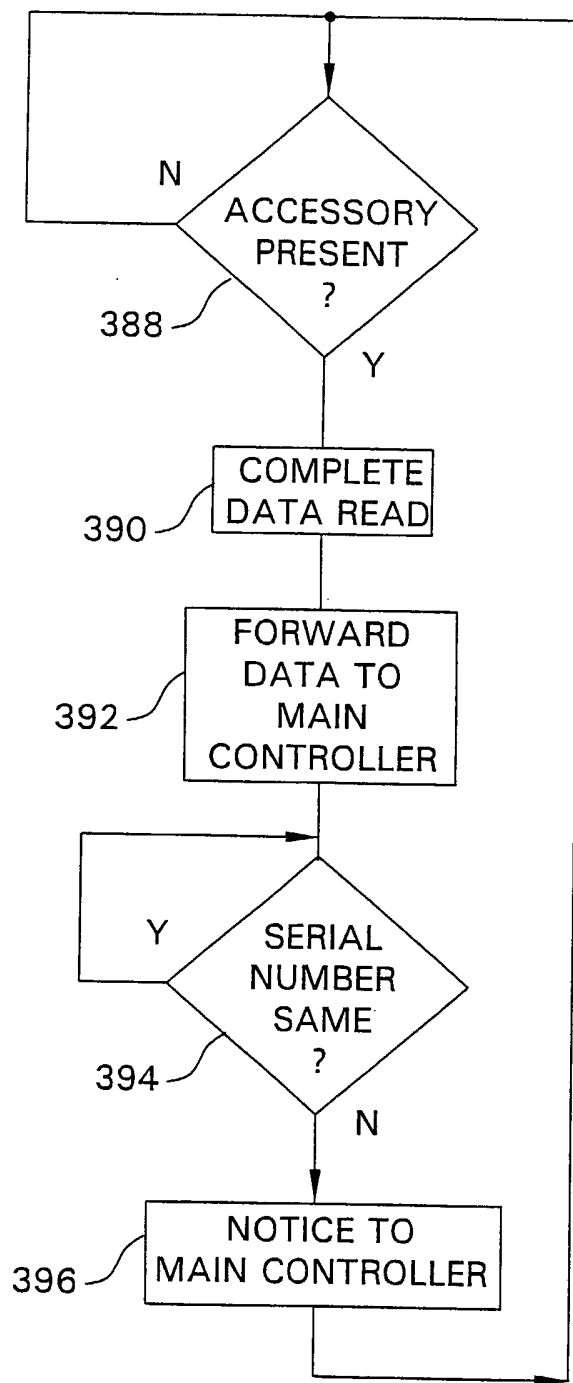 N
ACCESSORY
PRESENT
?
388
Y
COMPLETE
DATA READ
390
FORWARD
DATA TO
MAIN
CONTROLLER
392
Y
SERIAL
NUMBER
SAME
?
394
N
NOTICE TO
MAIN CONTROLLER
396